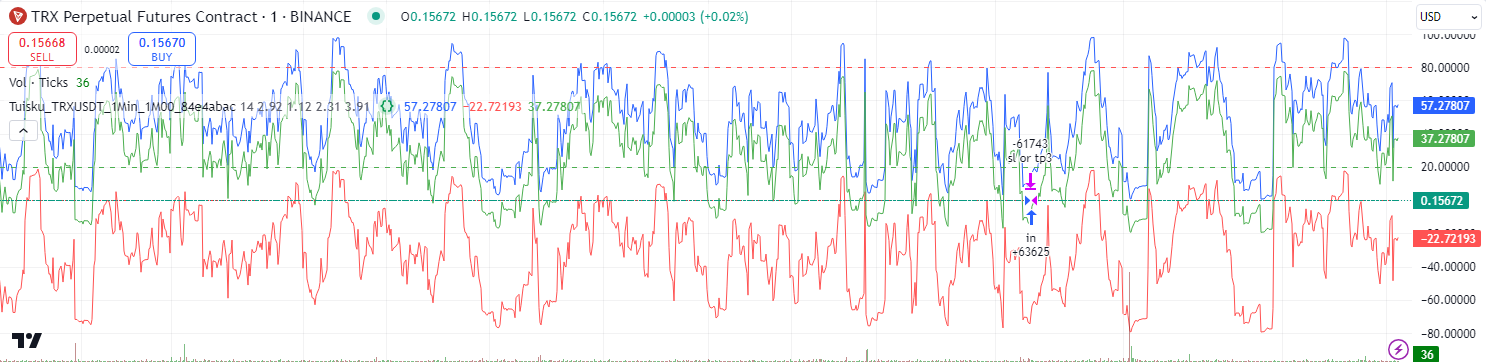 TRX Perpetual Futures Contract · 1 · BINANCE O0.15672 H0.15672 L0.15672 C0.15672 +0.00003 (+0.02%)
USD
0.15668
SELL
0.00002
0.15670
BUY
Vol · Ticks 36
Tuisku_TRXUSDT_1Min_1M00_84e4abac 14 2.92 1.12 2.31 3.91 57.27807 −22.72193 37.27807
100.00000
80.00000
57.27807
37.27807
20.00000
0.15672
−22.72193
−40.00000
−60.00000
−80.00000
36
-61743
sl or tp3
in
+63625